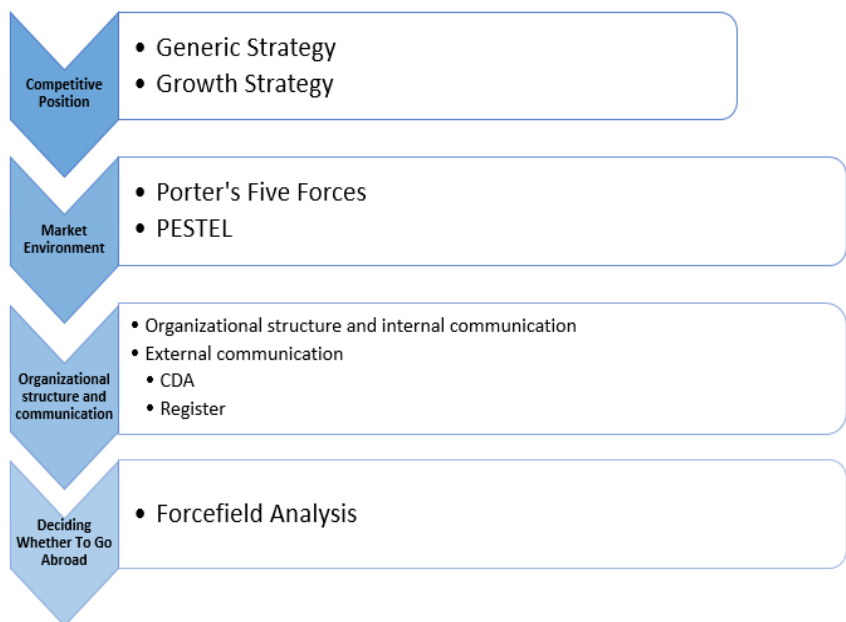 Competitive
Position
• Generic Strategy
• Growth Strategy
Market
Environment
• Porter's Five Forces
• PESTEL
Organizational
structure and
communication
• Organizational structure and internal communication
• External communication
• CDA
• Register
Deciding
Whether To Go
Abroad
• Forcefield Analysis